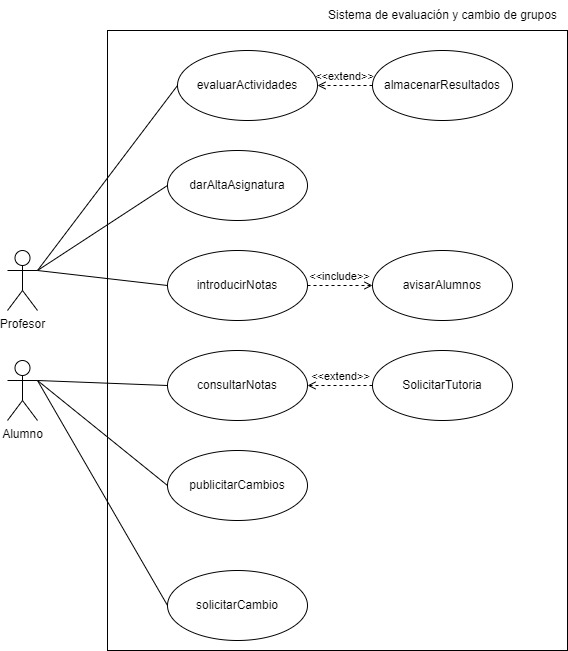 Sistema de evaluación y cambio de grupos
evaluarActividades
<<extend>>
almacenarResultados
darAltaAsignatura
introducirNotas
<<include>>
avisarAlumnos
Profesor
consultarNotas
<<extend>>
SolicitarTutoria
Alumno
publicitarCambios
solicitarCambio